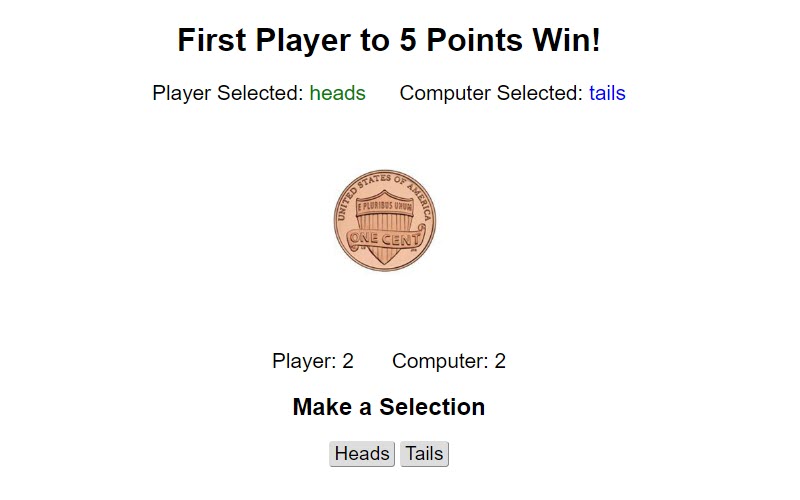 First Player to 5 Points Win!
Player Selected: heads Computer Selected: tails
UNITED STATES OF AMERICA
E PLURIBUS UNUM
ONE CENT
Player: 2 Computer: 2
Make a Selection
Heads Tails